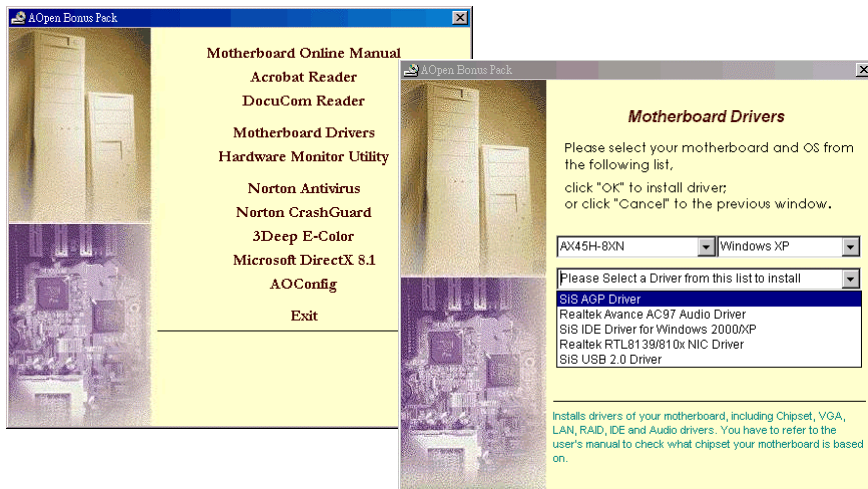 AOpen Bonus Pack
Motherboard Online Manual
Acrobat Reader
DocuCom Reader
Motherboard Drivers
Hardware Monitor Utility
Norton Antivirus
Norton CrashGuard
3Deep E-Color
Microsoft DirectX 8.1
AOConfig
Exit
AOpen Bonus Pack
Motherboard Drivers
Please select your motherboard and OS from
the following list,
click "OK" to install driver;
or click "Cancel" to the previous window.
AX45H-8XN
Windows XP
Please Select a Driver from this list to install
SiS AGP Driver
Realtek Avance AC97 Audio Driver
SiS IDE Driver for Windows 2000/XP
Realtek RTL8139/810x NIC Driver
SiS USB 2.0 Driver
Installs drivers of your motherboard, including Chipset, VGA,
LAN, RAID, IDE and Audio drivers. You have to refer to the
user's manual to check what chipset your motherboard is based
on.